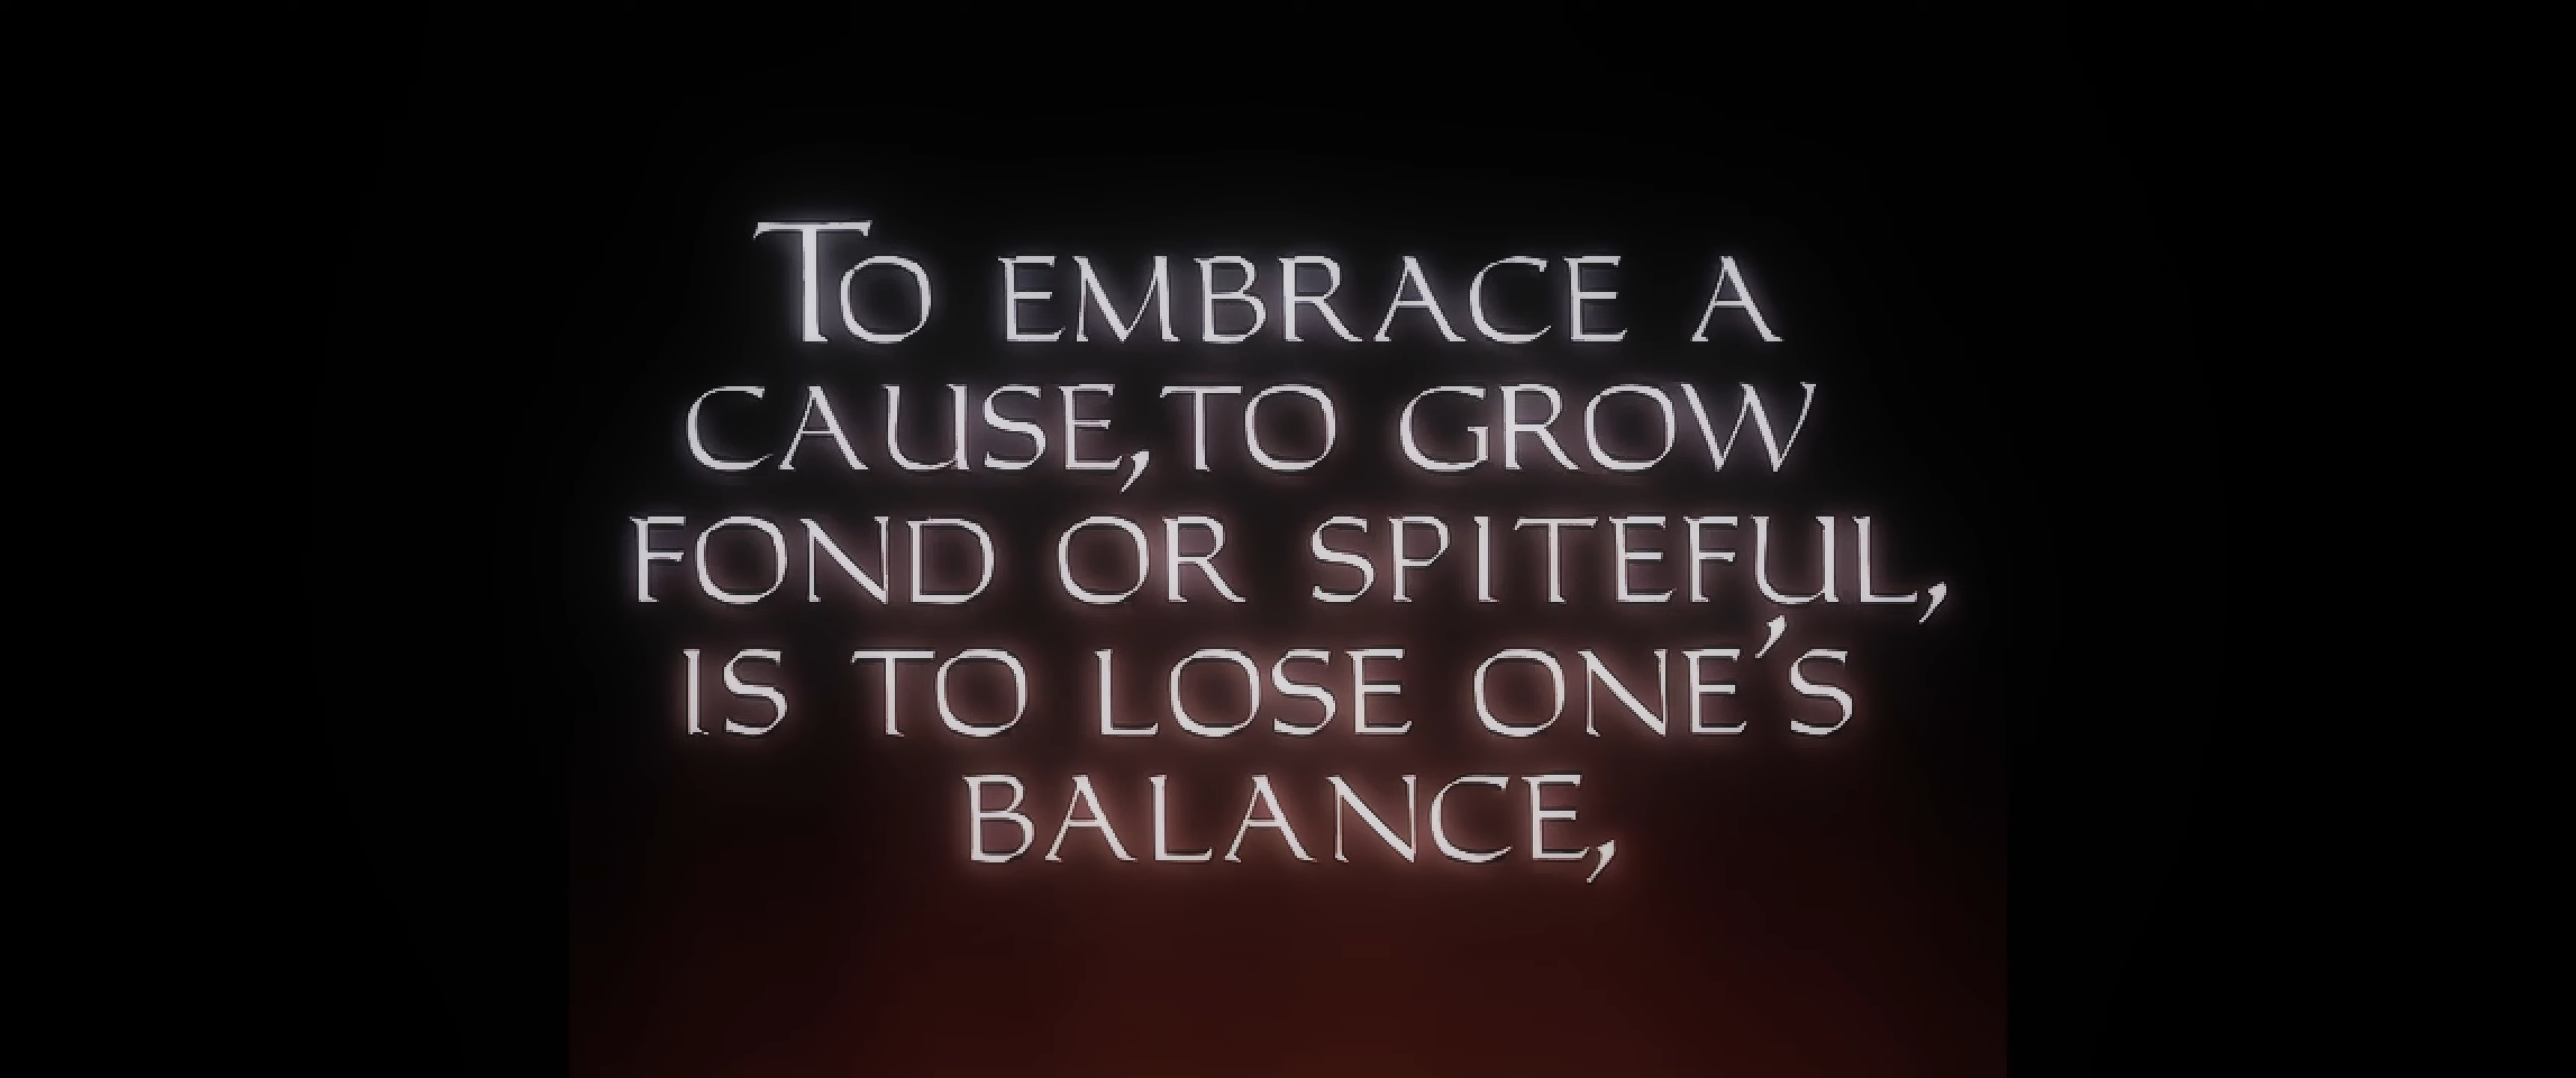 To EMBRACE A
CAUSE, TO GROW
FOND OR SPITEFUL,
IS TO LOSE ONE'S
BALANCE,